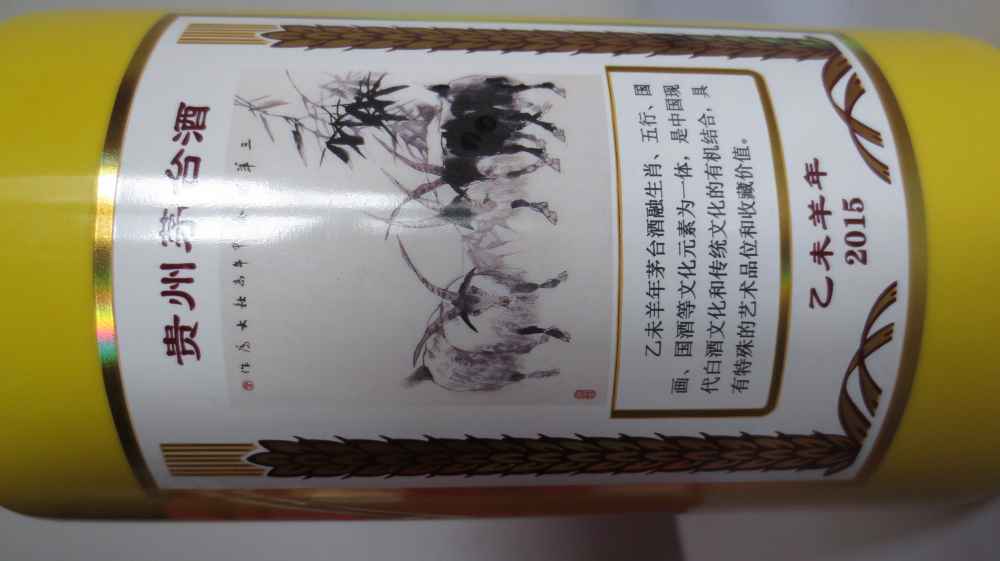 贵州茅台酒
乙未羊年茅台酒融生肖、五行、国
画、国酒等文化元素为一体，是中国现
代白酒文化和传统文化的有机结合，具
有特殊的艺术品位和收藏价值。
乙未羊年
2015